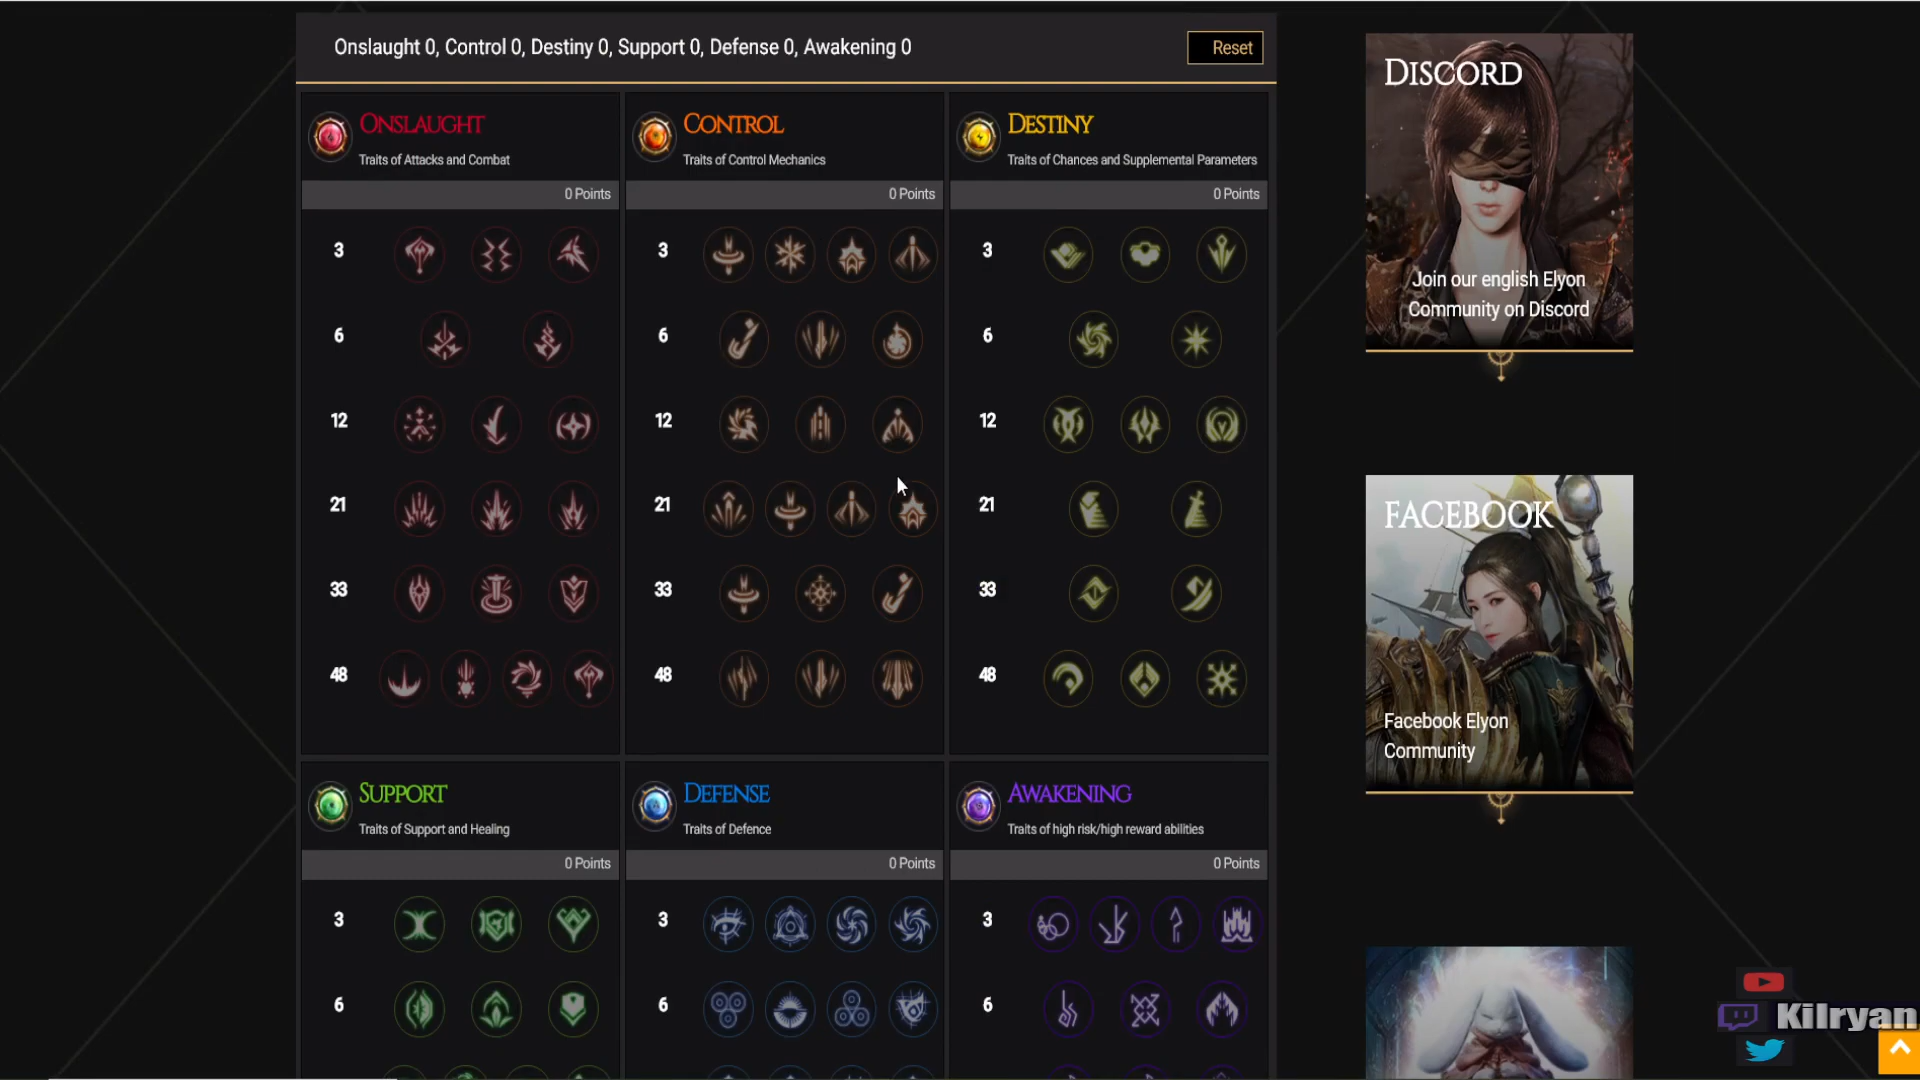 Onslaught 0, Control 0, Destiny 0, Support 0, Defense 0, Awakening 0
Reset
ONSLAUGHT
Traits of Attacks and Combat
0 Points
3
6
12
21
33
48
CONTROL
Traits of Control Mechanics
0 Points
3
6
12
21
33
48
DESTINY
Traits of Chances and Supplemental Parameters
0 Points
3
6
12
21
33
48
SUPPORT
Traits of Support and Healing
0 Points
3
6
DEFENSE
Traits of Defence
0 Points
3
6
AWAKENING
Traits of high risk/high reward abilities
0 Points
3
6
DISCORD
Join our english Elyon
Community on Discord
FACEBOOK
Facebook Elyon
Community
Kilryan